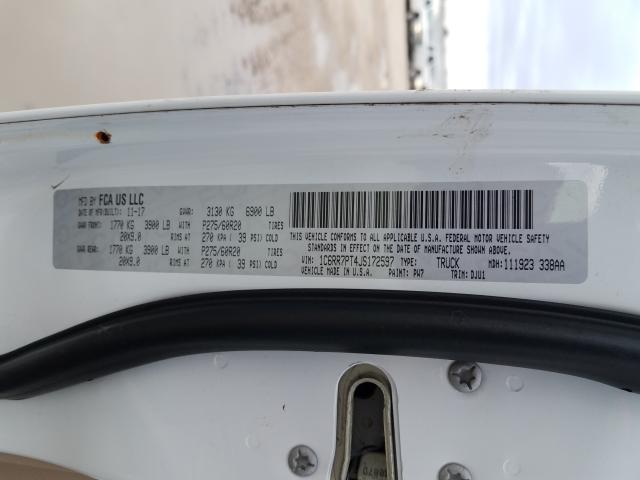 MFD BY FCA US LLC
DATE OF MFR(BUILT): 11-17 GVWR: 3130 KG 6900 LB
GAWR FRONT: 1770 KG 3900 LB P275/60R20 TIRES
20X9.0 RIMS AT 270 KPA ( 39 PSI) COLD
GAWR REAR: 1770 KG 3900 LB P275/60R20 TIRES
20X9.0 RIMS AT 270 KPA ( 39 PSI) COLD
THIS VEHICLE CONFORMS TO ALL APPLICABLE U.S.A. FEDERAL MOTOR VEHICLE SAFETY
STANDARDS IN EFFECT ON THE DATE OF MANUFACTURE SHOWN ABOVE.
VIN: 1C6RR7PT4JS172597 TYPE: TRUCK MDH: 111923 338AA
VEHICLE MADE IN U.S.A. PAINT: PW7 TRIM: DJU1